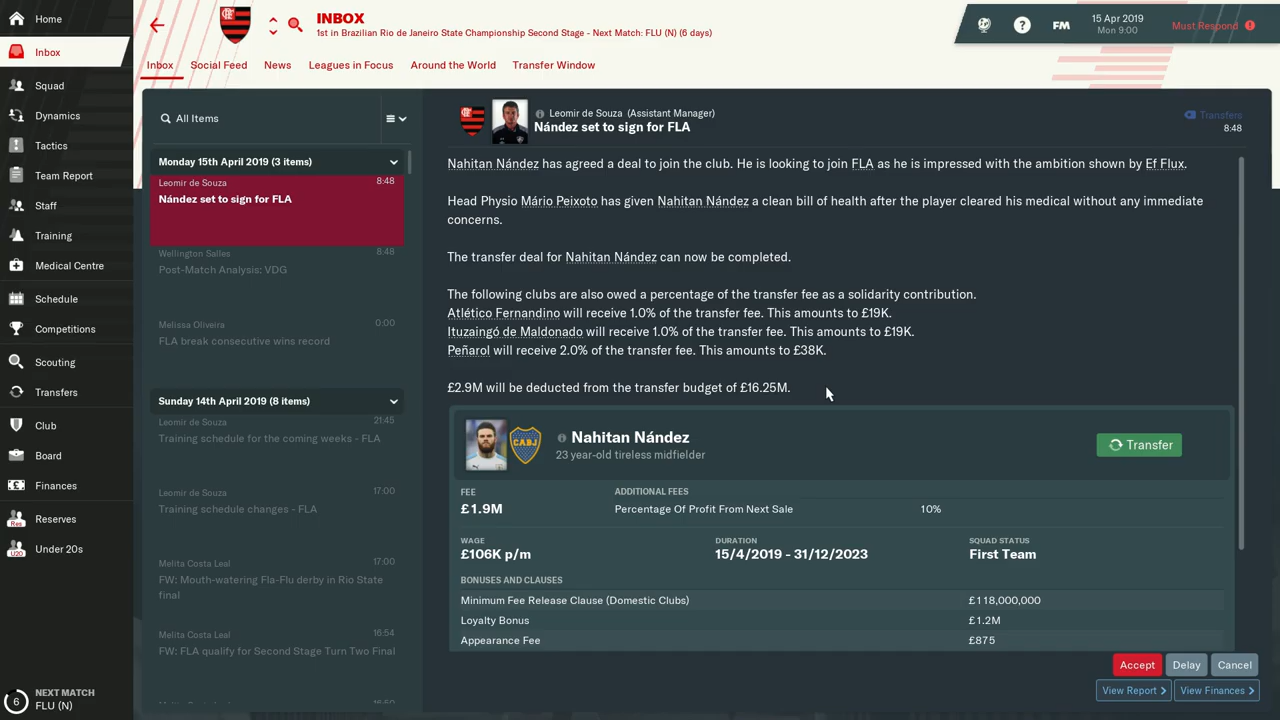 Home
Inbox
Squad
Dynamics
Tactics
Team Report
Staff
Training
Medical Centre
Schedule
Competitions
Scouting
Transfers
Club
Board
Finances
Res
Reserves
U20
Under 20s
6
NEXT MATCH
FLU (N)
INBOX
1st in Brazilian Rio de Janeiro State Championship Second Stage - Next Match: FLU (N) (6 days)
?
FM
15 Apr 2019
Mon 9:00
Must Respond
Inbox
Social Feed
News
Leagues in Focus
Around the World
Transfer Window
All Items
Monday 15th April 2019 (3 items)
Leomir de Souza
8:48
Nández set to sign for FLA
Wellington Salles
8:48
Post-Match Analysis: VDG
Melissa Oliveira
0:00
FLA break consecutive wins record
Sunday 14th April 2019 (8 items)
Leomir de Souza
21:45
Training schedule for the coming weeks - FLA
Leomir de Souza
17:00
Training schedule changes - FLA
Melita Costa Leal
17:00
FW: Mouth-watering Fla-Flu derby in Rio State
final
Melita Costa Leal
16:54
FW: FLA qualify for Second Stage Turn Two Final
Leomir de Souza (Assistant Manager)
Nández set to sign for FLA
Transfers
8:48
Nahitan Nández has agreed a deal to join the club. He is looking to join FLA as he is impressed with the ambition shown by Ef Flux.
Head Physio Mário Peixoto has given Nahitan Nández a clean bill of health after the player cleared his medical without any immediate
concerns.
The transfer deal for Nahitan Nández can now be completed.
The following clubs are also owed a percentage of the transfer fee as a solidarity contribution.
Atlético Fernandino will receive 1.0% of the transfer fee. This amounts to £19K.
Ituzaingó de Maldonado will receive 1.0% of the transfer fee. This amounts to £19K.
Peñarol will receive 2.0% of the transfer fee. This amounts to £38K.
£2.9M will be deducted from the transfer budget of £16.25M.
CABJ
Nahitan Nández
23 year-old tireless midfielder
Transfer
FEE
£1.9M
ADDITIONAL FEES
Percentage Of Profit From Next Sale
10%
WAGE
£106K p/m
DURATION
15/4/2019 - 31/12/2023
SQUAD STATUS
First Team
BONUSES AND CLAUSES
Minimum Fee Release Clause (Domestic Clubs)
£118,000,000
Loyalty Bonus
£1.2M
Appearance Fee
£875
Accept
Delay
Cancel
View Report
View Finances